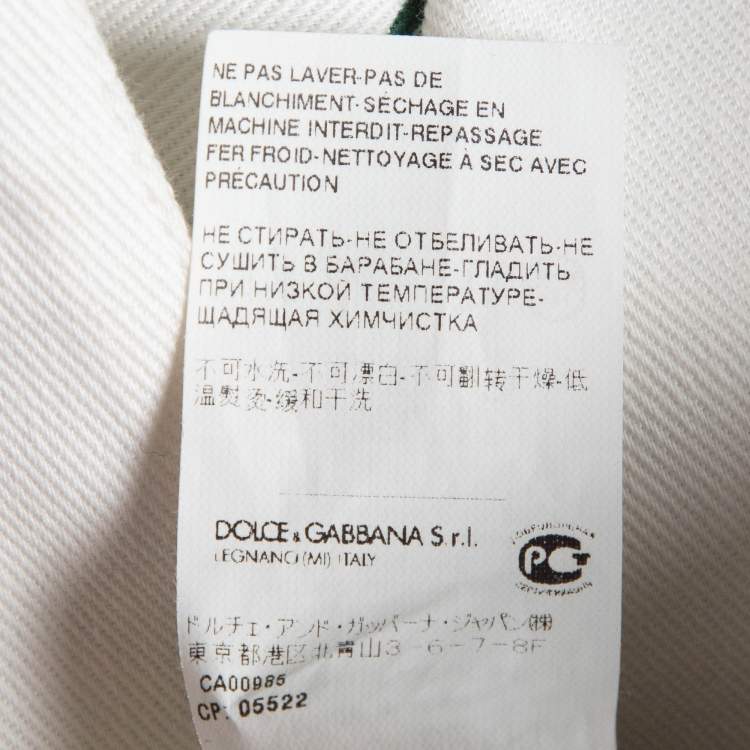 NE PAS LAVER-PAS DE
BLANCHIMENT-SÉCHAGE EN
MACHINE INTERDIT-REPASSAGE
FER FROID-NETTOYAGE À SEC AVEC
PRÉCAUTION
НЕ СТИРАТЬ-НЕ ОТБЕЛИВАТЬ-НЕ
СУШИТЬ В БАРАБАНЕ-ГЛАДИТЬ
ПРИ НИЗКОЙ ТЕМПЕРАТУРЕ-
ЩАДЯЩАЯ ХИМЧИСТКА
不可水洗-不可漂白-不可翻转干燥-低
温熨烫-缓和干洗
DOLCE & GABBANA S.r.l.
LEGNANO (MI) ITALY
ДОБРОВОЛЬНАЯ
РСТ
СЕРТИФИКАЦИЯ
ドルチェ・アンド・ガッバーナ・ジャパン(株)
東京都港区北青山3-6-7-8F
CA00985
CP: 05522